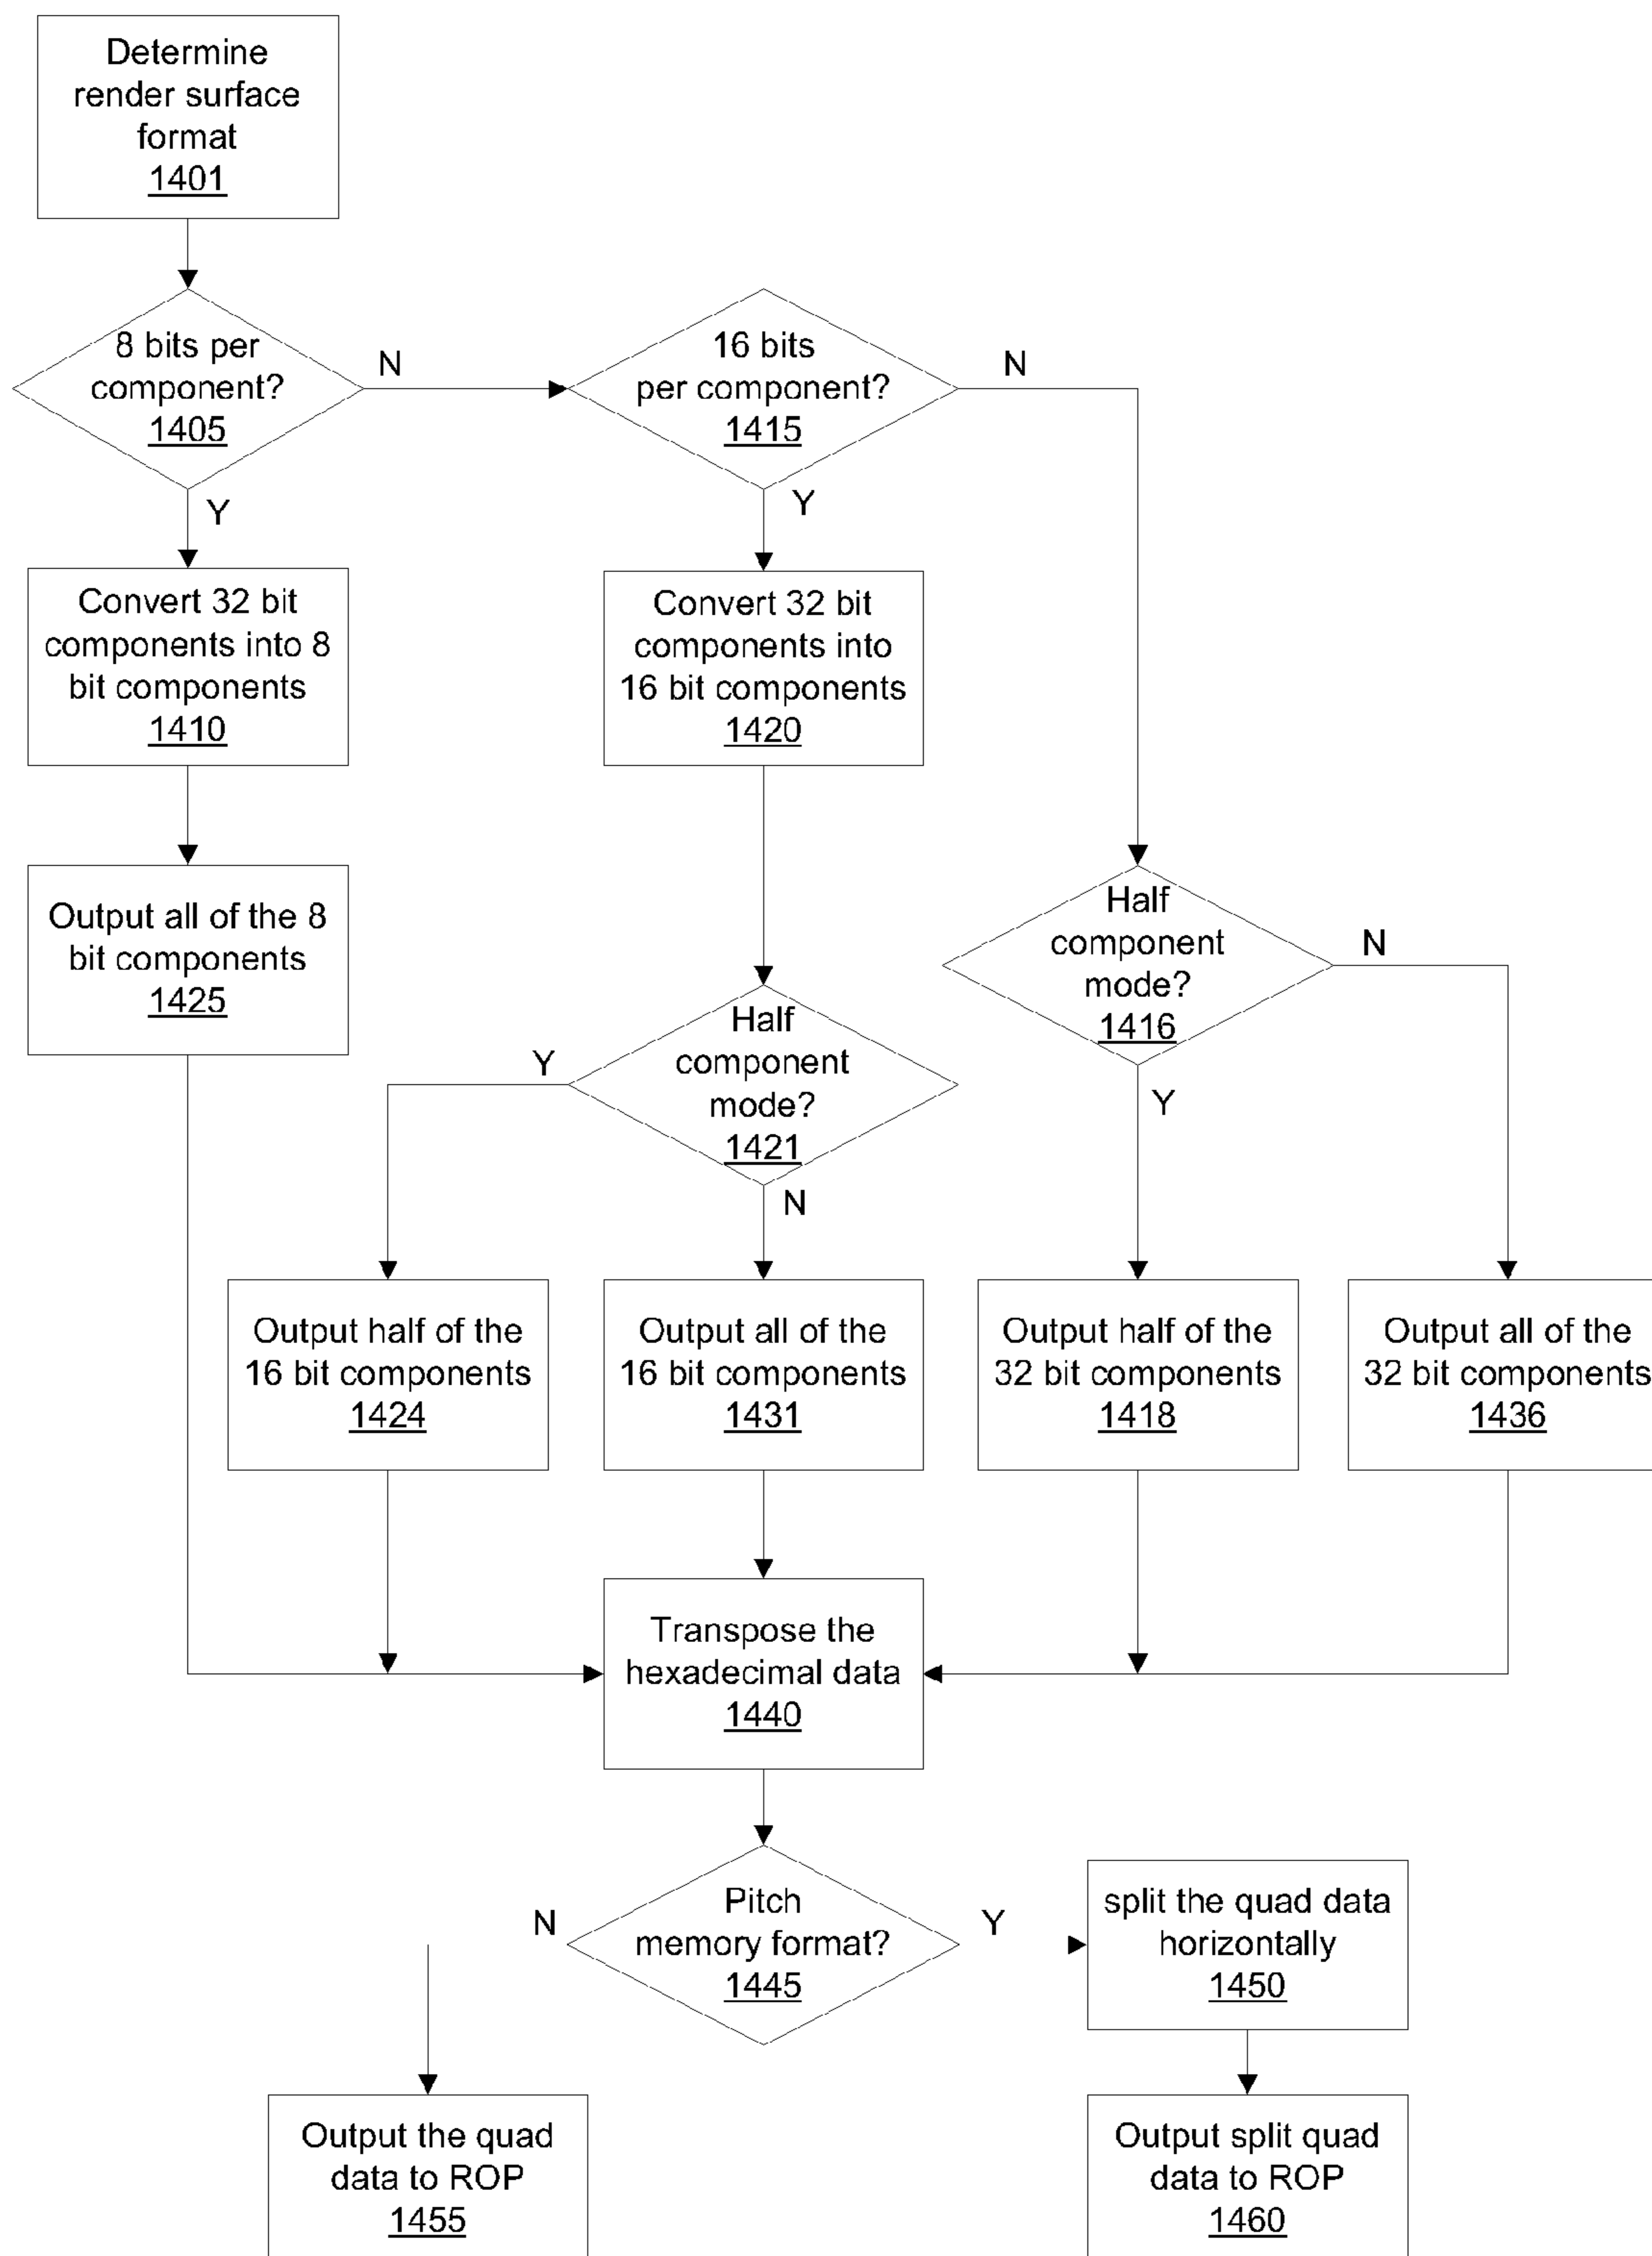 Determine
render surface
format
1401
8 bits per
component?
1405
N
Y
16 bits
per component?
1415
N
Y
Convert 32 bit
components into 8
bit components
1410
Convert 32 bit
components into
16 bit components
1420
Output all of the 8
bit components
1425
Half
component
mode?
1416
N
Y
Half
component
mode?
1421
Y
N
Output half of the
16 bit components
1424
Output all of the
16 bit components
1431
Output half of the
32 bit components
1418
Output all of the
32 bit components
1436
Transpose the
hexadecimal data
1440
Pitch
memory format?
1445
N
Y
split the quad data
horizontally
1450
Output the quad
data to ROP
1455
Output split quad
data to ROP
1460